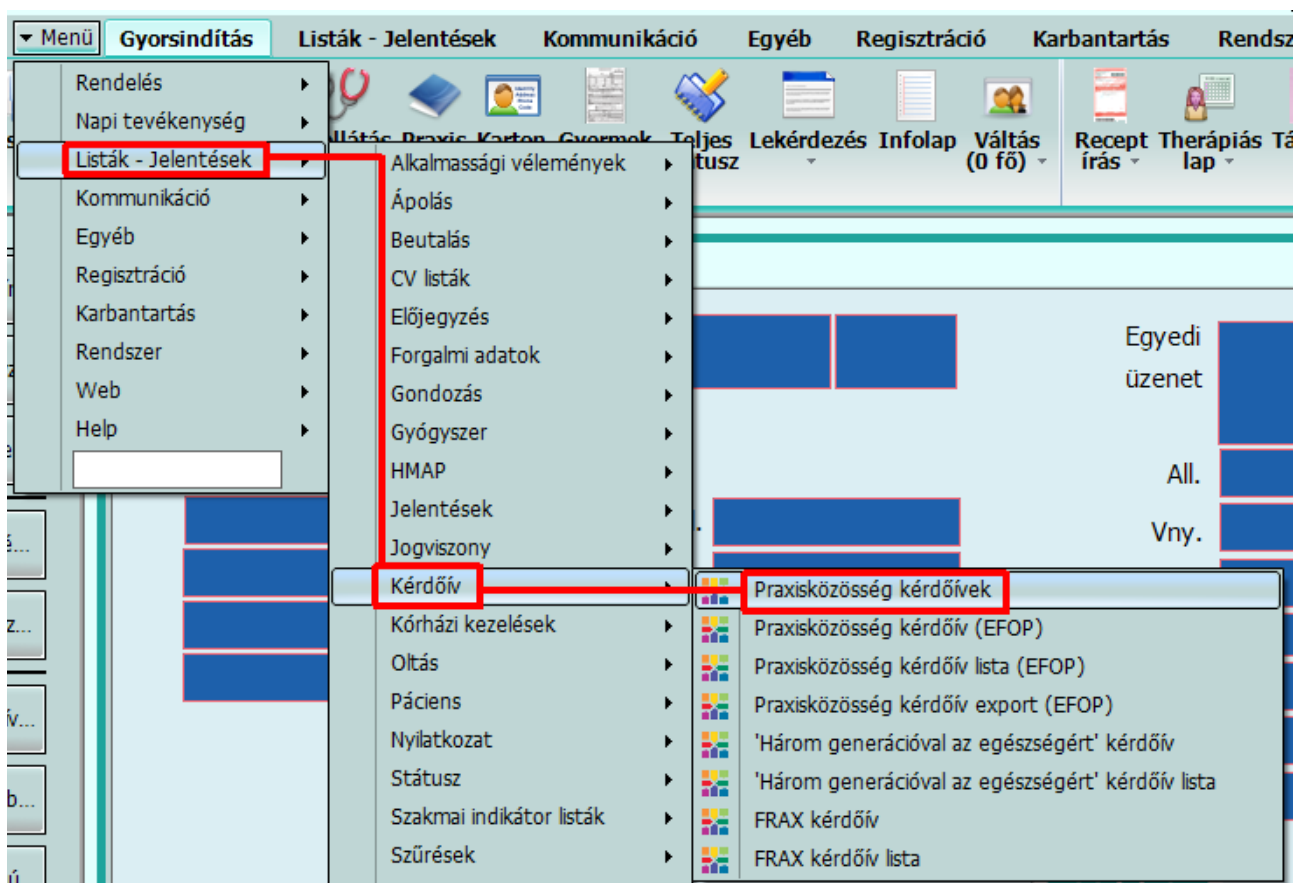 Menü Gyorsindítás Listák - Jelentések Kommunikáció Egyéb Regisztráció Karbantartás Rendsz
Praxis Karton Gyermek Teljes Lekérdezés Infolap Váltás (0 fő) Recept írás Therápiás lap
Rendelés
Napi tevékenység
Listák - Jelentések
Kommunikáció
Egyéb
Regisztráció
Karbantartás
Rendszer
Web
Help
Alkalmassági vélemények
Ápolás
Beutalás
CV listák
Előjegyzés
Forgalmi adatok
Gondozás
Gyógyszer
HMAP
Jelentések
Jogviszony
Kérdőív
Kórházi kezelések
Oltás
Páciens
Nyilatkozat
Státusz
Szakmai indikátor listák
Szűrések
Praxisközösség kérdőívek
Praxisközösség kérdőív (EFOP)
Praxisközösség kérdőív lista (EFOP)
Praxisközösség kérdőív export (EFOP)
'Három generációval az egészségért' kérdőív
'Három generációval az egészségért' kérdőív lista
FRAX kérdőív
FRAX kérdőív lista
Egyedi
üzenet
All.
Vny.